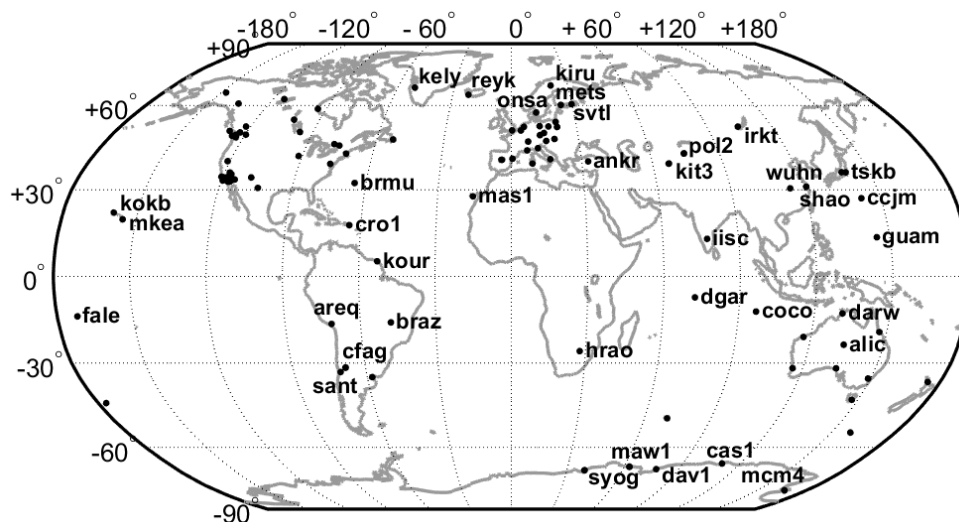 -180° -120° -60° 0° +60° +120° +180°
+90°
kely reyk kiru
mets
onsa
svtl
+60°
irkt
pol2
ankr
kit3
wuhn tskb
+30°
brmu
mas1
shao ccjm
kokb
mkea
cro1
guam
iisc
kour
0°
dgar
coco
fale
areq
braz
darw
alic
cfag
hrao
-30°
sant
-60°
maw1 cas1
syog dav1 mcm4
-90°